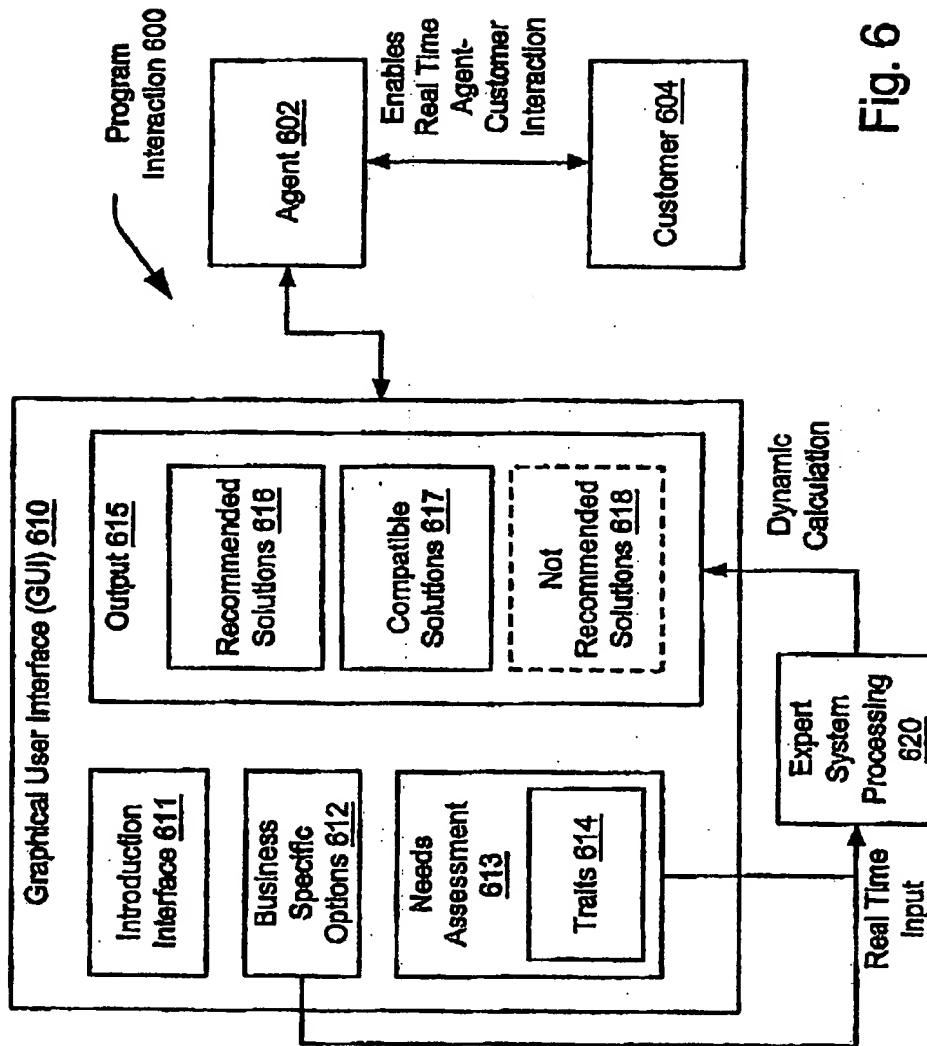 Program
Interaction 600
Graphical User Interface (GUI) 610
Introduction
Interface 611
Business
Specific
Options 612
Needs
Assessment
613
Traits 614
Output 615
Recommended
Solutions 616
Compatible
Solutions 617
Not
Recommended
Solutions 618
Agent 602
Enables
Real Time
Agent-
Customer
Interaction
Customer 604
Real Time
Input
Expert
System
Processing
620
Dynamic
Calculation
Fig. 6